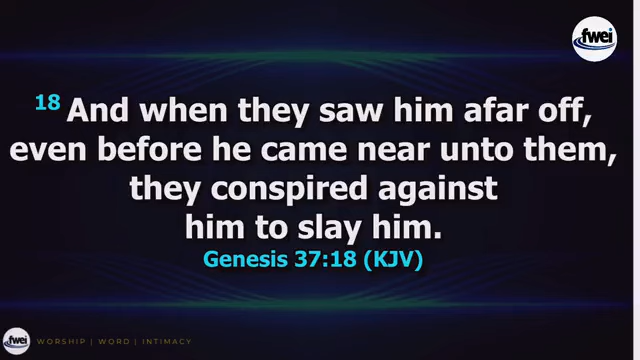 fwei
18 And when they saw him afar off,
even before he came near unto them,
they conspired against
him to slay him.
Genesis 37:18 (KJV)
fwei
WORSHIP | WORD | INTIMACY